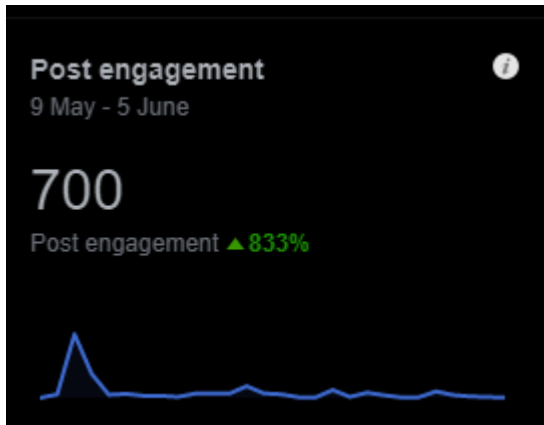 Post engagement
9 May - 5 June
700
Post engagement ▲ 833%